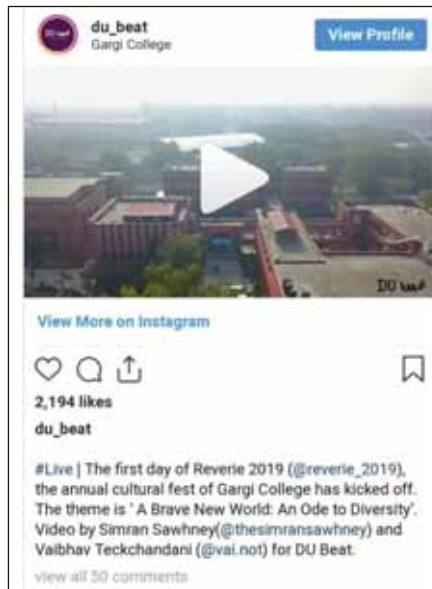 du_beat
Gargi College
View Profile
DU
View More on Instagram
2,194 likes
du_beat
#Live | The first day of Reverie 2019 (@reverie_2019),
the annual cultural fest of Gargi College has kicked off.
The theme is ' A Brave New World: An Ode to Diversity'.
Video by Simran Sawhney(@thesimransawhney) and
Vaibhav Teckchandani (@vai.not) for DU Beat.
view all 50 comments